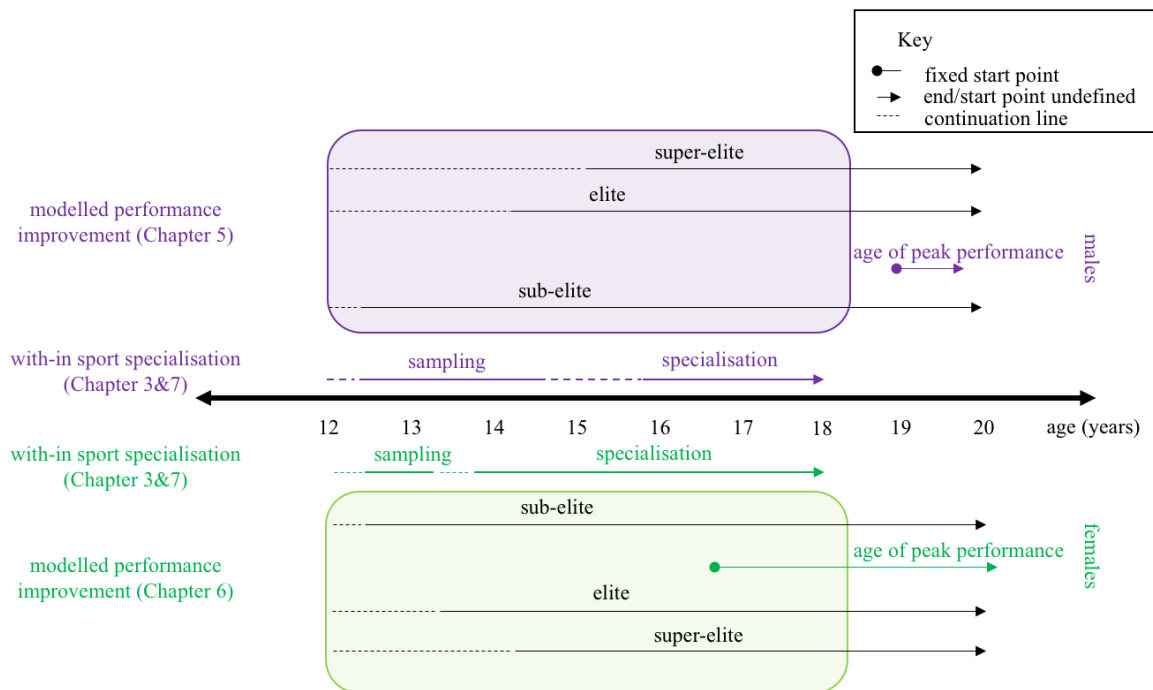 Key
fixed start point
end/start point undefined
continuation line
super-elite
elite
modelled performance
improvement (Chapter 5)
age of peak performance
males
sub-elite
with-in sport specialisation
(Chapter 3&7)
sampling
specialisation
12 13 14 15 16 17 18 19 20 age (years)
with-in sport specialisation
(Chapter 3&7)
sampling
specialisation
sub-elite
age of peak performance
females
modelled performance
improvement (Chapter 6)
elite
super-elite